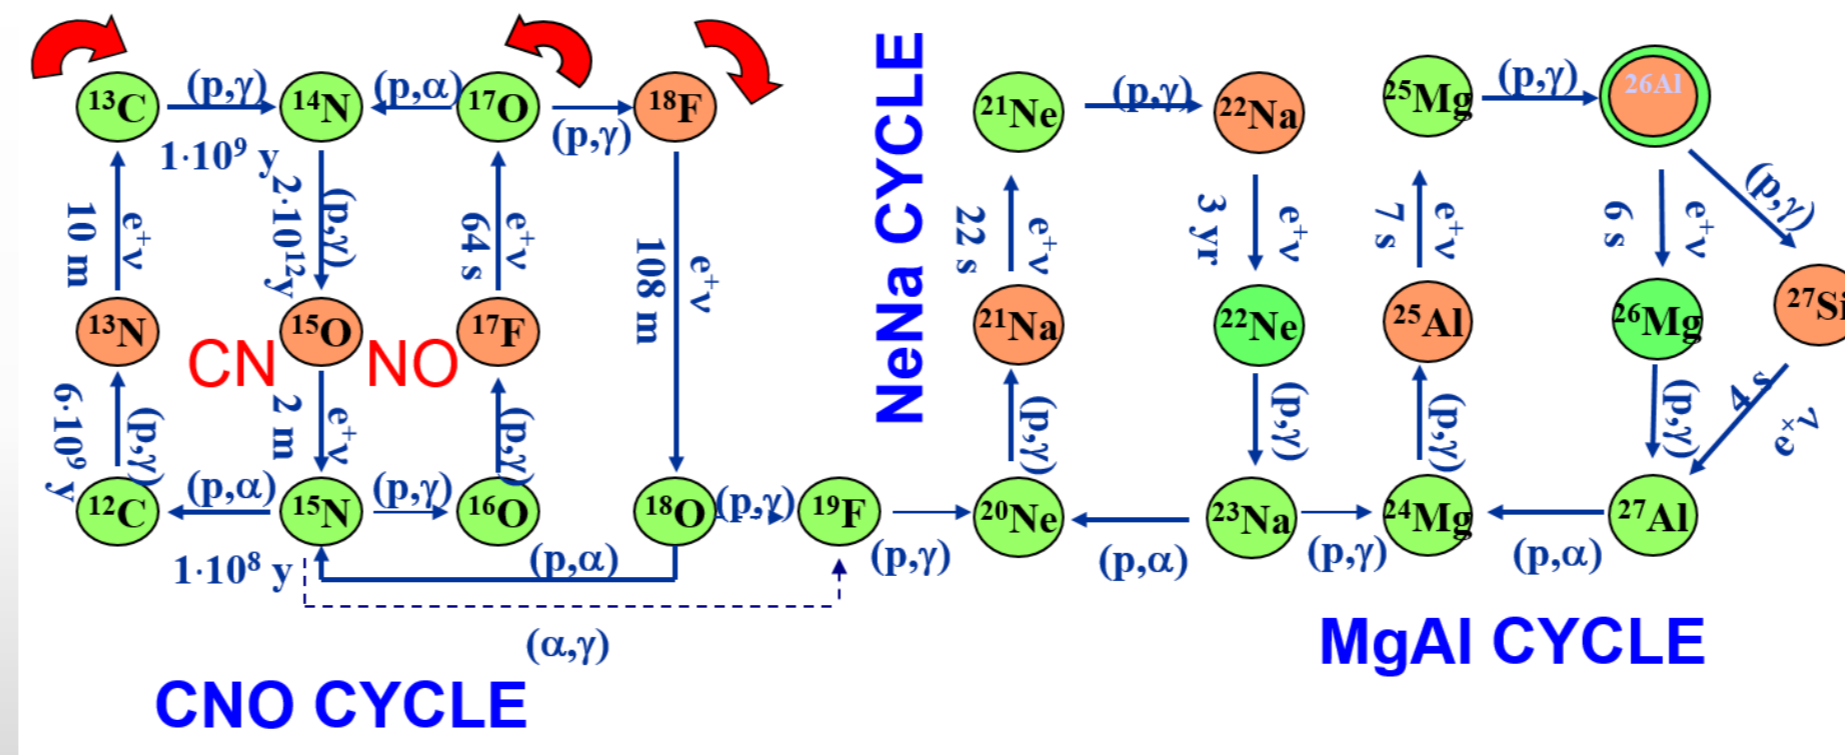 ¹³C
(p,γ)
¹⁴N
(p,α)
¹⁷O
(p,γ)
¹⁸F
1·10⁹ y
10 m
e⁺ν
2·10¹²y
(p,γ)
64 s
e⁺ν
108 m
e⁺ν
¹³N
¹⁵O
¹⁷F
CN
NO
6·10⁹ y
(p,γ)
2 m
e⁺ν
(p,γ)
¹²C
(p,α)
¹⁵N
(p,γ)
¹⁶O
¹⁸O
(p,γ)
¹⁹F
(p,γ)
1·10⁸ y
(p,α)
(α,γ)
CNO CYCLE
NeNa CYCLE
²¹Ne
(p,γ)
²²Na
22 s
e⁺ν
3 yr
e⁺ν
²¹Na
²²Ne
(p,γ)
(p,γ)
²⁰Ne
(p,α)
²³Na
(p,γ)
²⁵Mg
(p,γ)
²⁶Al
7 s
e⁺ν
6 s
e⁺ν
(p,γ)
²⁵Al
²⁶Mg
²⁷Si
(p,γ)
(p,γ)
4 s
e⁺ν
²⁴Mg
(p,α)
²⁷Al
MgAl CYCLE